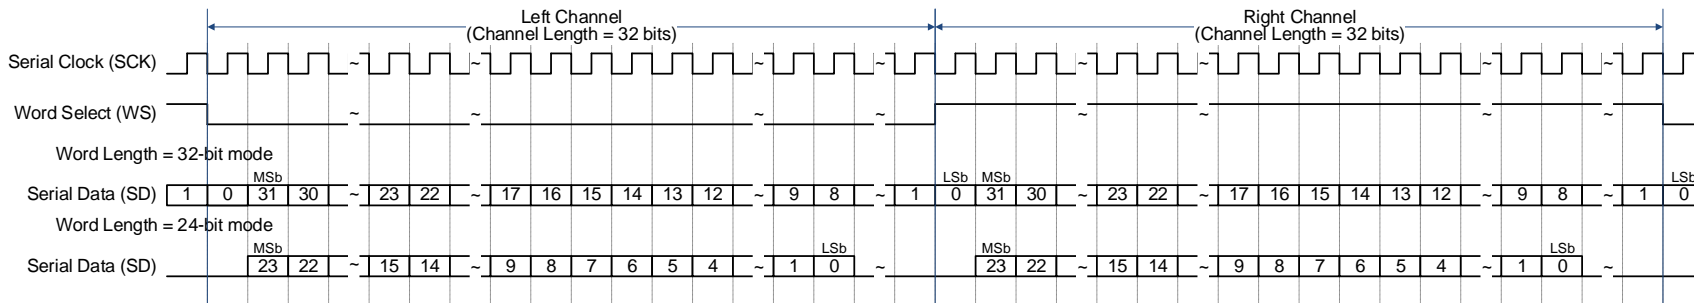 Left Channel Right Channel
(Channel Length = 32 bits) (Channel Length = 32 bits)
Serial Clock (SCK) ~ ~ ~ ~ ~ ~ ~ ~
Word Select (WS) ~ ~ ~ ~ ~ ~ ~ ~
Word Length = 32-bit mode
MSb LSb MSb LSb
Serial Data (SD) 1 0 31 30 ~ 23 22 ~ 17 16 15 14 13 12 ~ 9 8 ~ 1 0 31 30 ~ 23 22 ~ 17 16 15 14 13 12 ~ 9 8 ~ 1 0
Word Length = 24-bit mode
MSb LSb MSb LSb
Serial Data (SD) 23 22 ~ 15 14 ~ 9 8 7 6 5 4 ~ 1 0 ~ 23 22 ~ 15 14 ~ 9 8 7 6 5 4 ~ 1 0 ~